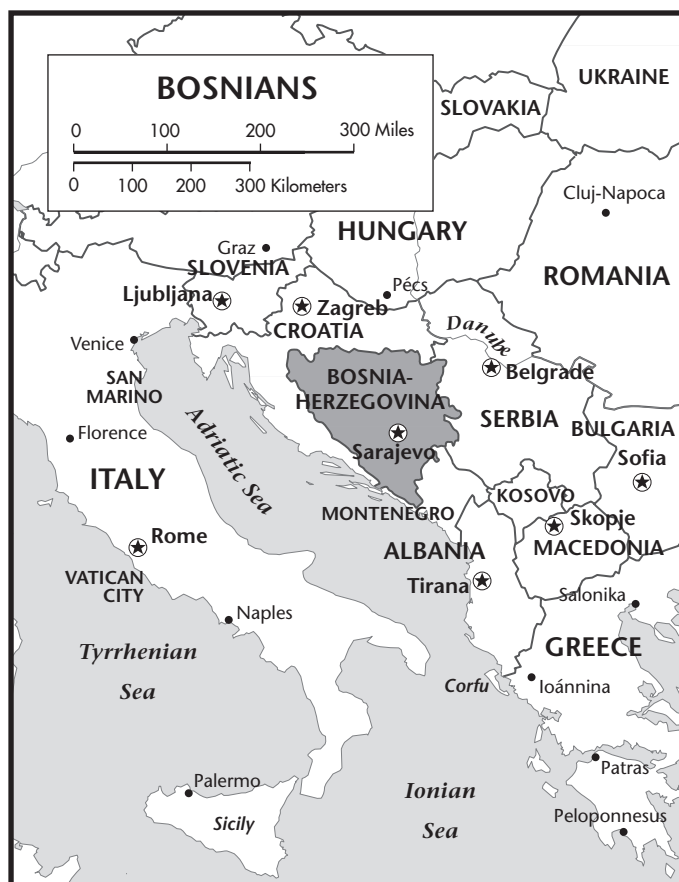 BOSNIANS
0 100 200 300 Miles
0 100 200 300 Kilometers
UKRAINE
SLOVAKIA
Cluj-Napoca
HUNGARY
Graz
SLOVENIA
ROMANIA
Ljubljana
Pécs
Zagreb
CROATIA
Danube
Venice
BOSNIA-
HERZEGOVINA
Belgrade
SAN
MARINO
SERBIA
BULGARIA
Florence
Adriatic Sea
Sarajevo
Sofia
ITALY
KOSOVO
MONTENEGRO
Skopje
Rome
ALBANIA
MACEDONIA
VATICAN
CITY
Tirana
Salonika
Naples
GREECE
Tyrrhenian
Sea
Corfu
Ioánnina
Patras
Palermo
Ionian
Sea
Sicily
Peloponnesus